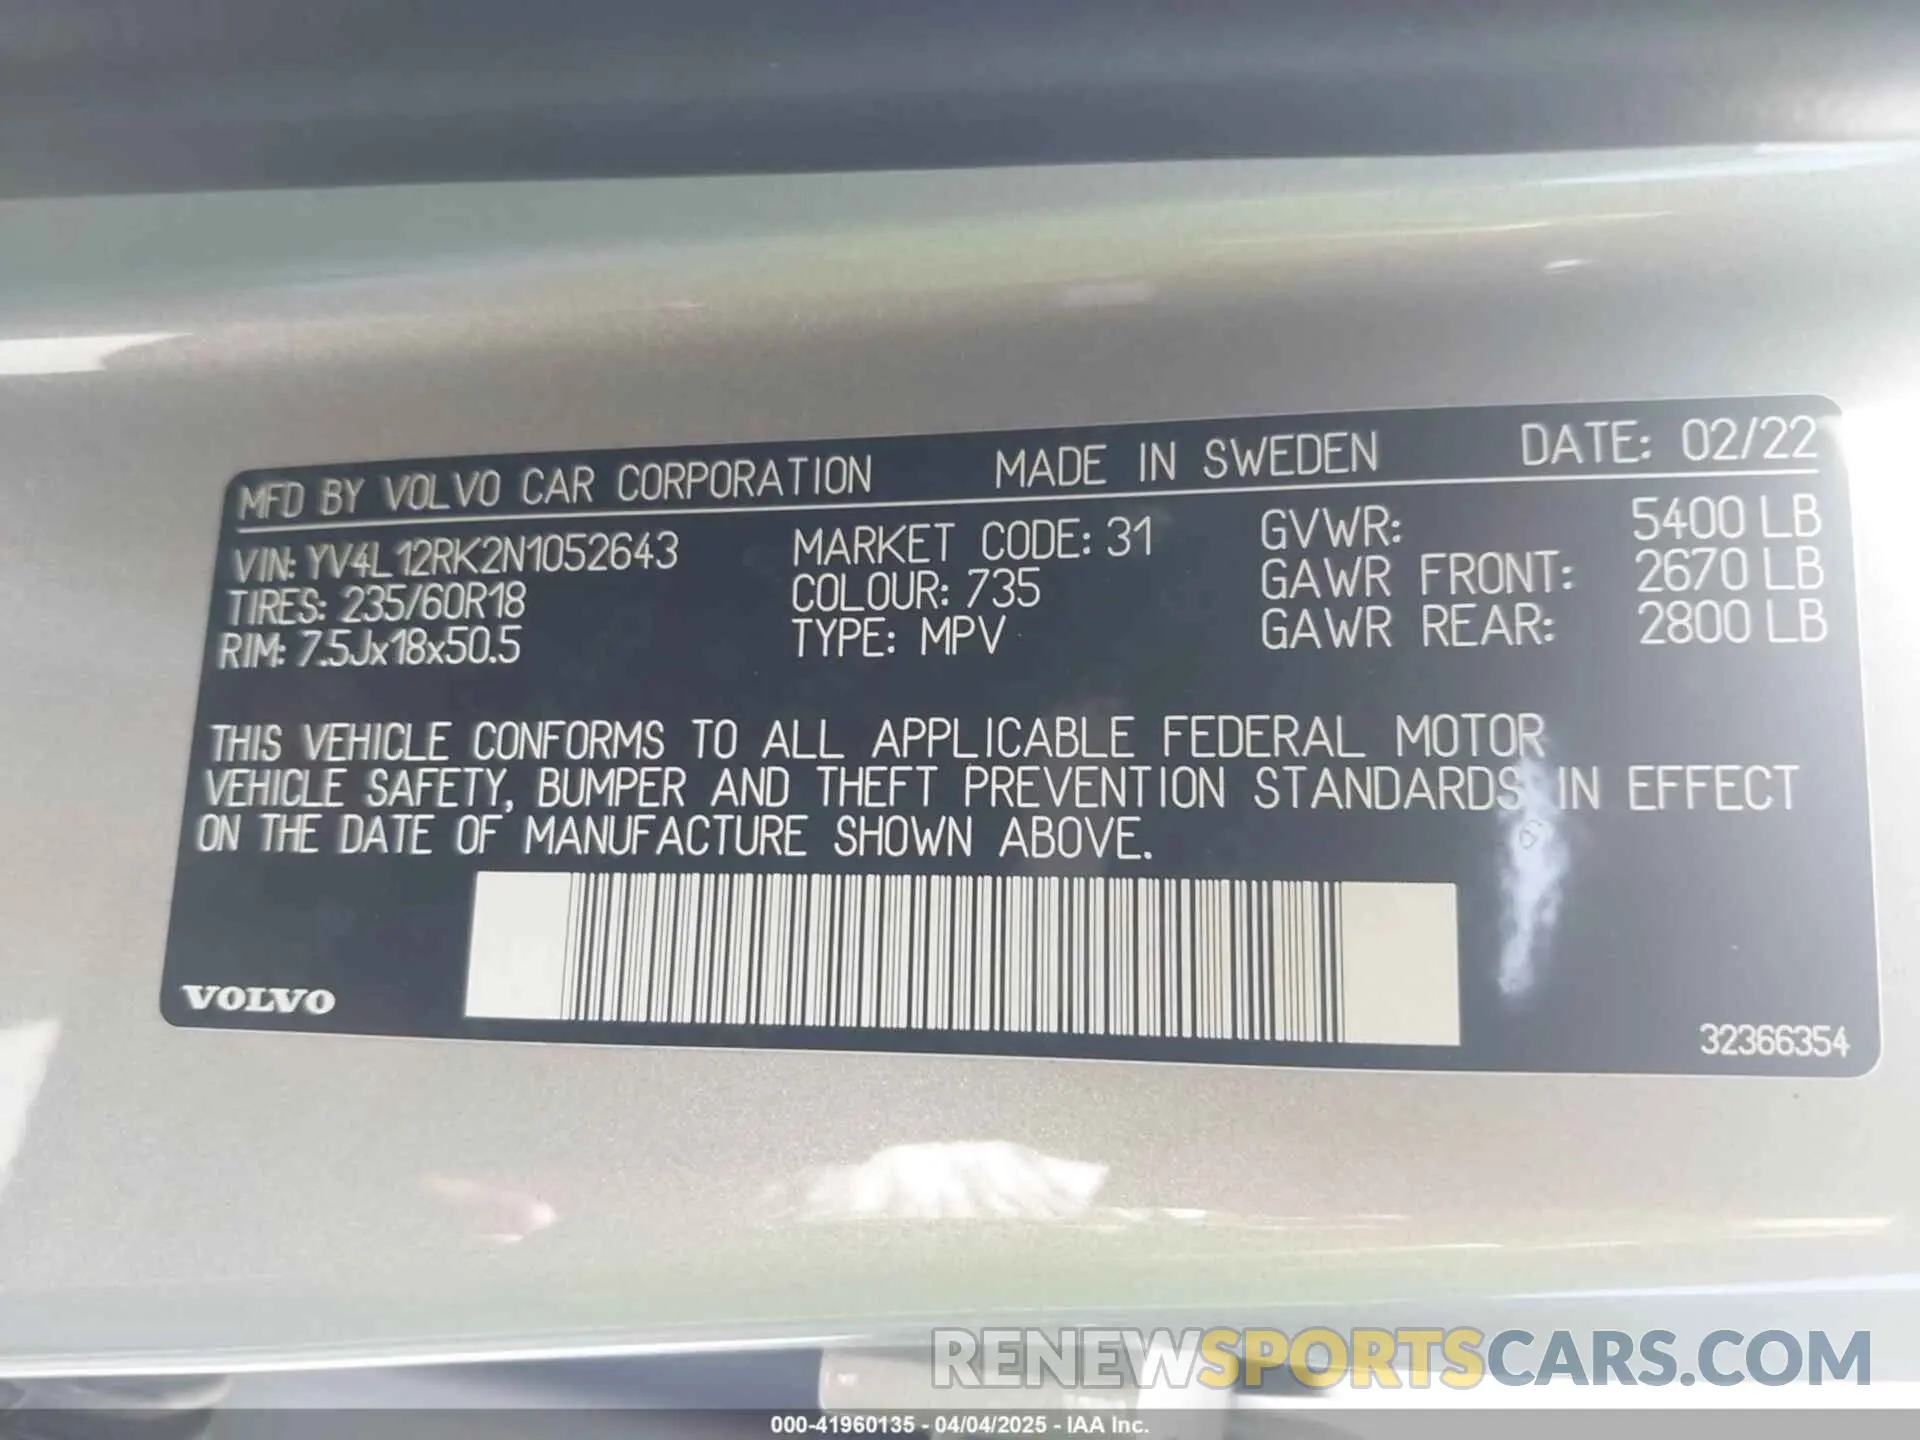 MFD BY VOLVO CAR CORPORATION MADE IN SWEDEN DATE: 02/22
VIN: YV4L12RK2N1052643 MARKET CODE: 31 GVWR: 5400 LB
TIRES: 235/60R18 COLOUR: 735 GAWR FRONT: 2670 LB
RIM: 7.5Jx18x50.5 TYPE: MPV GAWR REAR: 2800 LB
THIS VEHICLE CONFORMS TO ALL APPLICABLE FEDERAL MOTOR
VEHICLE SAFETY, BUMPER AND THEFT PREVENTION STANDARDS IN EFFECT
ON THE DATE OF MANUFACTURE SHOWN ABOVE.
VOLVO
32366354
RENEWSPORTSCARS.COM
000-41960135 - 04/04/2025 - IAA Inc.